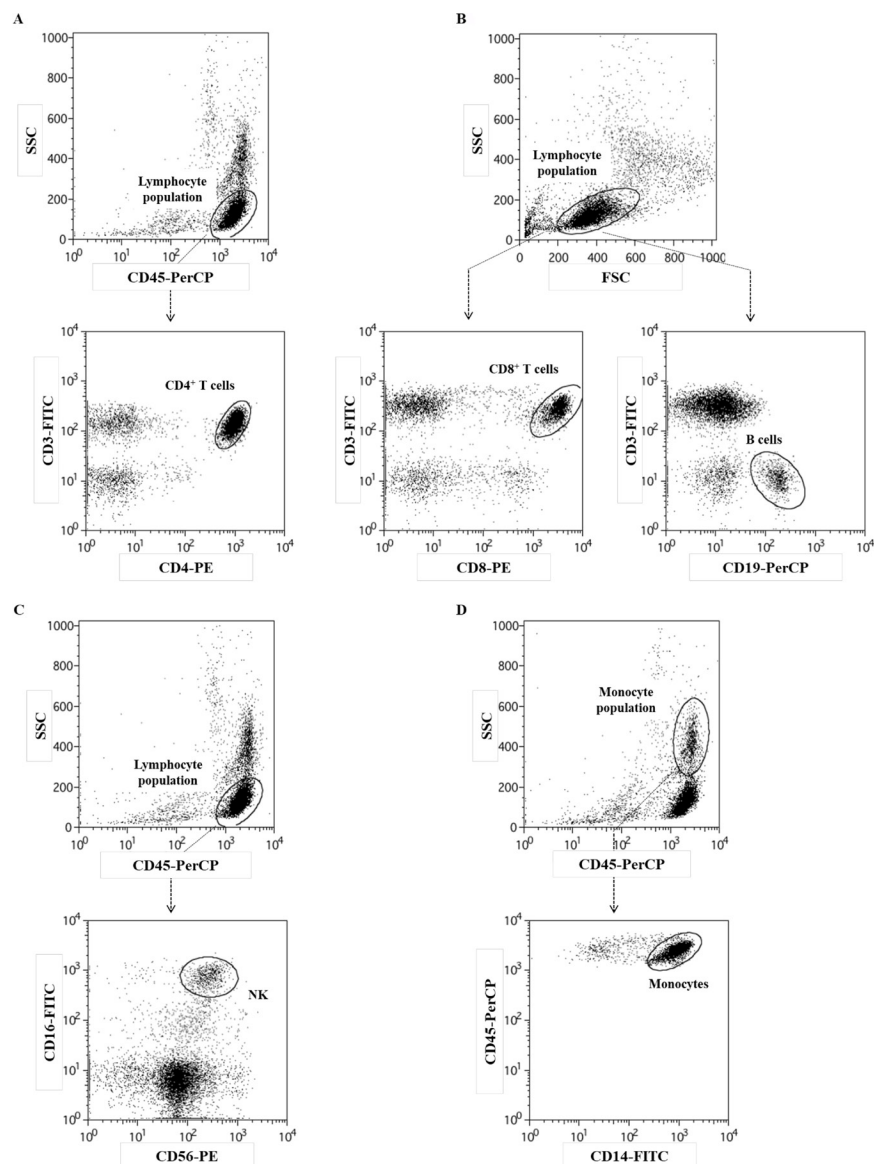 A
1000
800
600
400
200
0
SSC
Lymphocyte
population
10⁰ 10¹ 10² 10³ 10⁴
CD45-PerCP
B
1000
800
600
400
200
0
SSC
Lymphocyte
population
0 200 400 600 800 1000
FSC
10⁴
10³
10²
10¹
10⁰
CD3-FITC
CD4⁺ T cells
10⁰ 10¹ 10² 10³ 10⁴
CD4-PE
10⁴
10³
10²
10¹
10⁰
CD3-FITC
CD8⁺ T cells
10⁰ 10¹ 10² 10³ 10⁴
CD8-PE
10⁴
10³
10²
10¹
10⁰
CD3-FITC
B cells
10⁰ 10¹ 10² 10³ 10⁴
CD19-PerCP
C
1000
800
600
400
200
0
SSC
Lymphocyte
population
10⁰ 10¹ 10² 10³ 10⁴
CD45-PerCP
D
1000
800
600
400
200
0
SSC
Monocyte
population
10⁰ 10¹ 10² 10³ 10⁴
CD45-PerCP
10⁴
10³
10²
10¹
10⁰
CD16-FITC
NK
10⁰ 10¹ 10² 10³ 10⁴
CD56-PE
10⁴
10³
10²
10¹
10⁰
CD45-PerCP
Monocytes
10⁰ 10¹ 10² 10³ 10⁴
CD14-FITC